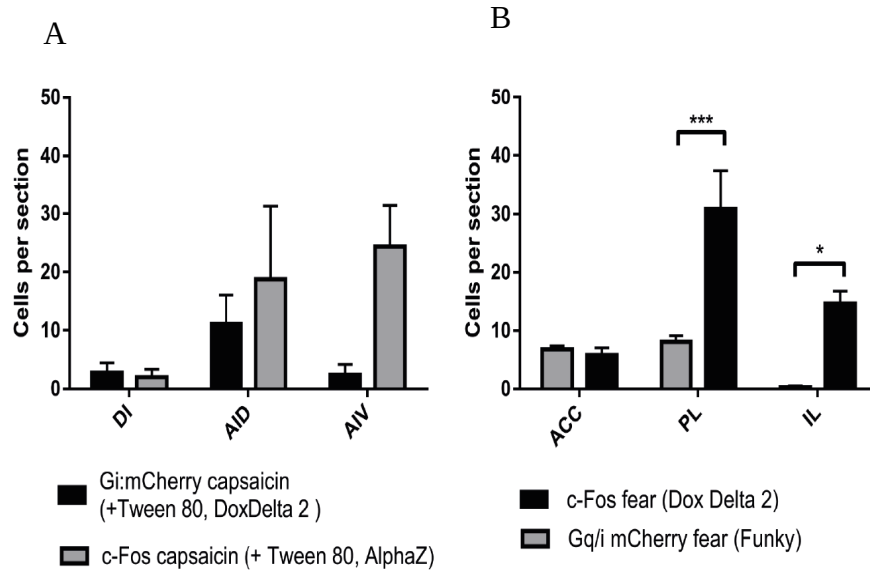 A
B
50
40
30
20
10
0
Cells per section
DI
AID
AIV
Gi:mCherry capsaicin
(+Tween 80, DoxDelta 2 )
c-Fos capsaicin (+ Tween 80, AlphaZ)
50
40
30
20
10
0
Cells per section
***
*
ACC
PL
IL
c-Fos fear (Dox Delta 2)
Gq/i mCherry fear (Funky)